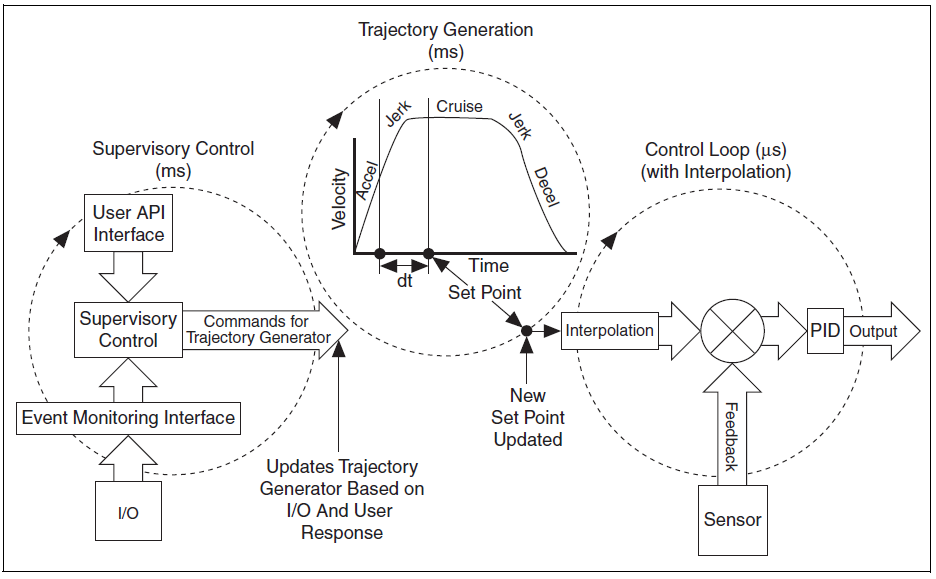 Trajectory Generation
(ms)
Jerk
Cruise
Jerk
Accel
Decel
Velocity
Time
dt
Set Point
Supervisory Control
(ms)
User API
Interface
Supervisory
Control
Commands for
Trajectory Generator
Event Monitoring Interface
I/O
Updates Trajectory
Generator Based on
I/O And User
Response
New
Set Point
Updated
Control Loop (μs)
(with Interpolation)
Interpolation
PID
Output
Feedback
Sensor